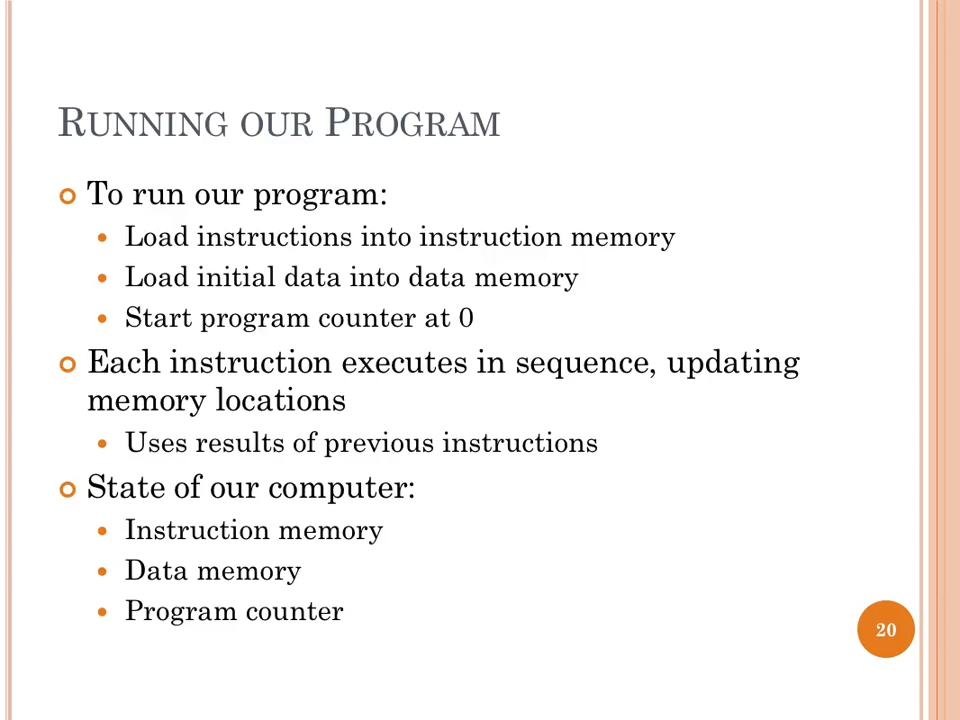 RUNNING OUR PROGRAM
To run our program:
Load instructions into instruction memory
Load initial data into data memory
Start program counter at 0
Each instruction executes in sequence, updating
memory locations
Uses results of previous instructions
State of our computer:
Instruction memory
Data memory
Program counter
20